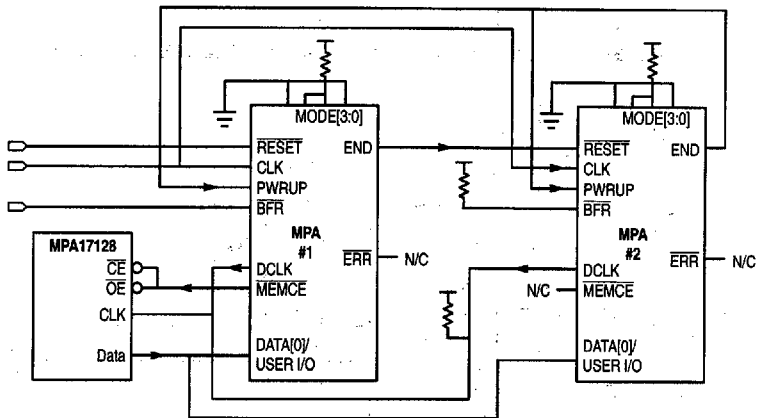 MODE[3:0]
MODE[3:0]
RESET
END
CLK
PWRUP
BFR
MPA
#1
ERR
N/C
DCLK
MEMCE
DATA[0]/
USER I/O
RESET
END
CLK
PWRUP
BFR
MPA
#2
ERR
N/C
DCLK
N/C
MEMCE
DATA[0]/
USER I/O
MPA17128
CE
OE
CLK
Data